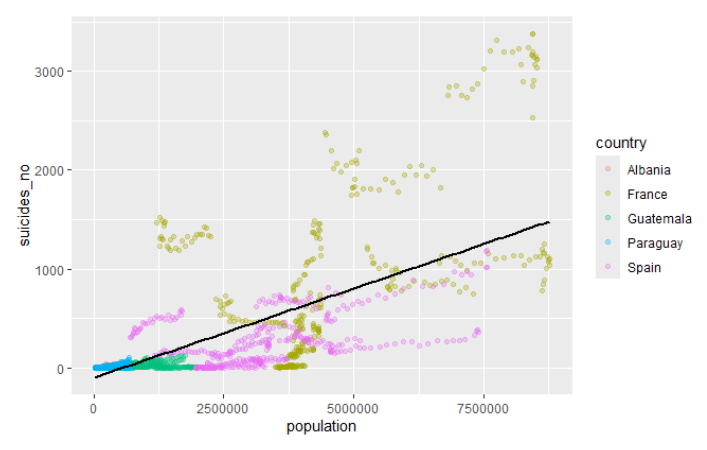 3000
2000
1000
0
suicides_no
0
2500000
5000000
7500000
population
country
Albania
France
Guatemala
Paraguay
Spain